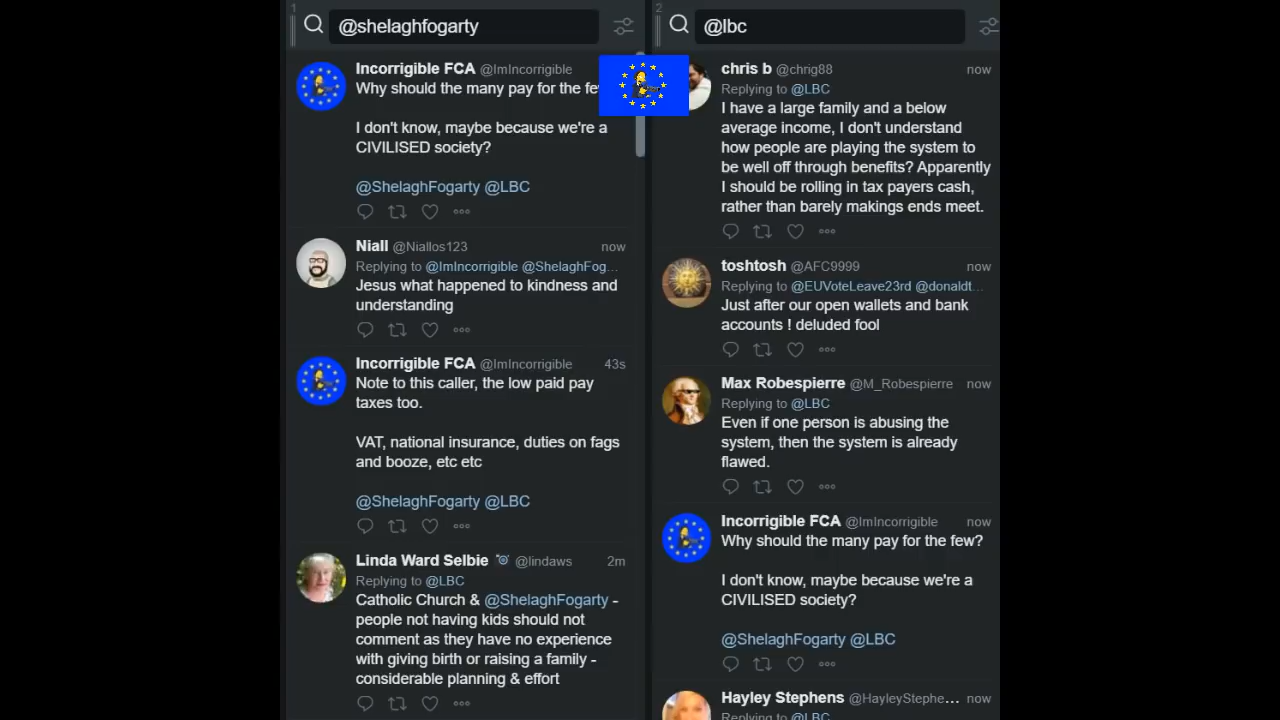 1
@shelaghfogarty
Incorrigible FCA @ImIncorrigible
Why should the many pay for the
I don't know, maybe because we're a
CIVILISED society?
@ShelaghFogarty @LBC
Niall @Niallos123 now
Replying to @ImIncorrigible @ShelaghFog...
Jesus what happened to kindness and
understanding
Incorrigible FCA @ImIncorrigible 43s
Note to this caller, the low paid pay
taxes too.
VAT, national insurance, duties on fags
and booze, etc etc
@ShelaghFogarty @LBC
Linda Ward Selbie @lindaws 2m
Replying to @LBC
Catholic Church & @ShelaghFogarty -
people not having kids should not
comment as they have no experience
with giving birth or raising a family -
considerable planning & effort
2
@lbc
chris b @chrig88 now
Replying to @LBC
I have a large family and a below
average income, I don't understand
how people are playing the system to
be well off through benefits? Apparently
I should be rolling in tax payers cash,
rather than barely makings ends meet.
toshtosh @AFC9999 now
Replying to @EUVoteLeave23rd @donaldt...
Just after our open wallets and bank
accounts ! deluded fool
Max Robespierre @M_Robespierre now
Replying to @LBC
Even if one person is abusing the
system, then the system is already
flawed.
Incorrigible FCA @ImIncorrigible now
Why should the many pay for the few?
I don't know, maybe because we're a
CIVILISED society?
@ShelaghFogarty @LBC
Hayley Stephens @HayleyStephe... now
Replying to @LBC